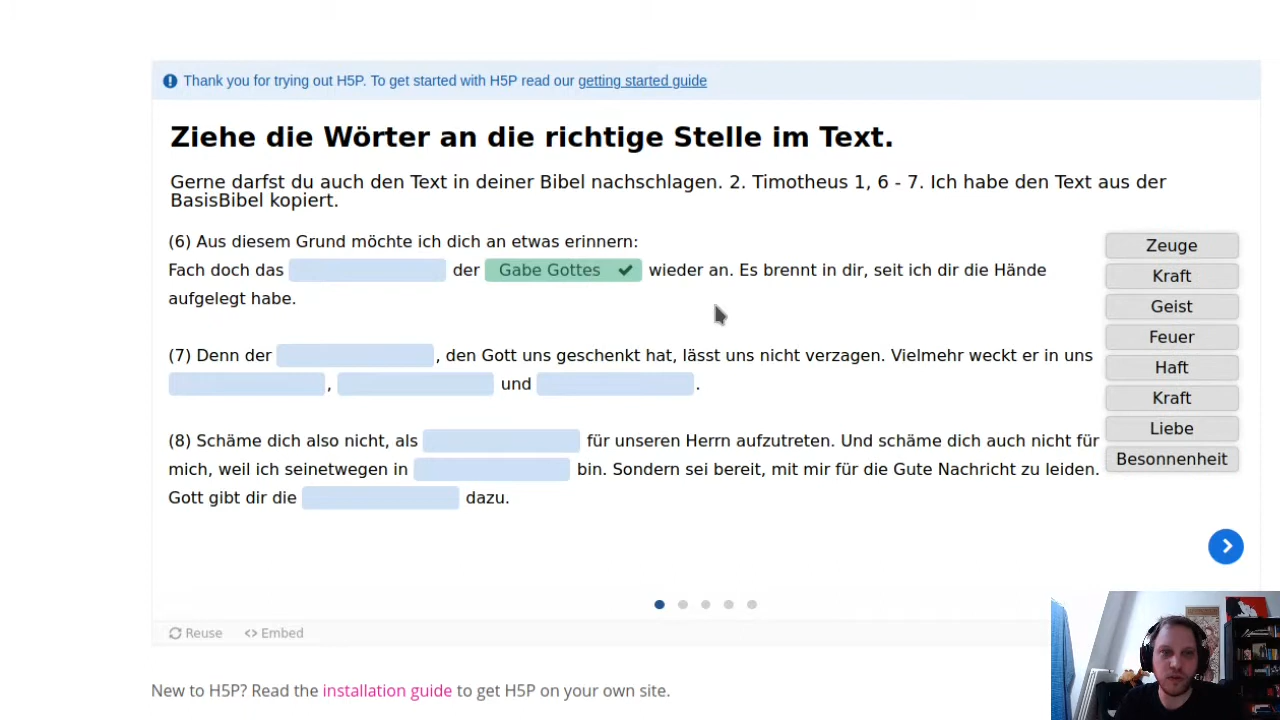 Thank you for trying out H5P. To get started with H5P read our getting started guide
Ziehe die Wörter an die richtige Stelle im Text.
Gerne darfst du auch den Text in deiner Bibel nachschlagen. 2. Timotheus 1, 6 - 7. Ich habe den Text aus der
BasisBibel kopiert.
(6) Aus diesem Grund möchte ich dich an etwas erinnern:
Fach doch das der Gabe Gottes wieder an. Es brennt in dir, seit ich dir die Hände
aufgelegt habe.
(7) Denn der , den Gott uns geschenkt hat, lässt uns nicht verzagen. Vielmehr weckt er in uns
, und .
(8) Schäme dich also nicht, als für unseren Herrn aufzutreten. Und schäme dich auch nicht für
mich, weil ich seinetwegen in bin. Sondern sei bereit, mit mir für die Gute Nachricht zu leiden.
Gott gibt dir die dazu.
Zeuge
Kraft
Geist
Feuer
Haft
Kraft
Liebe
Besonnenheit
Reuse
<> Embed
New to H5P? Read the installation guide to get H5P on your own site.